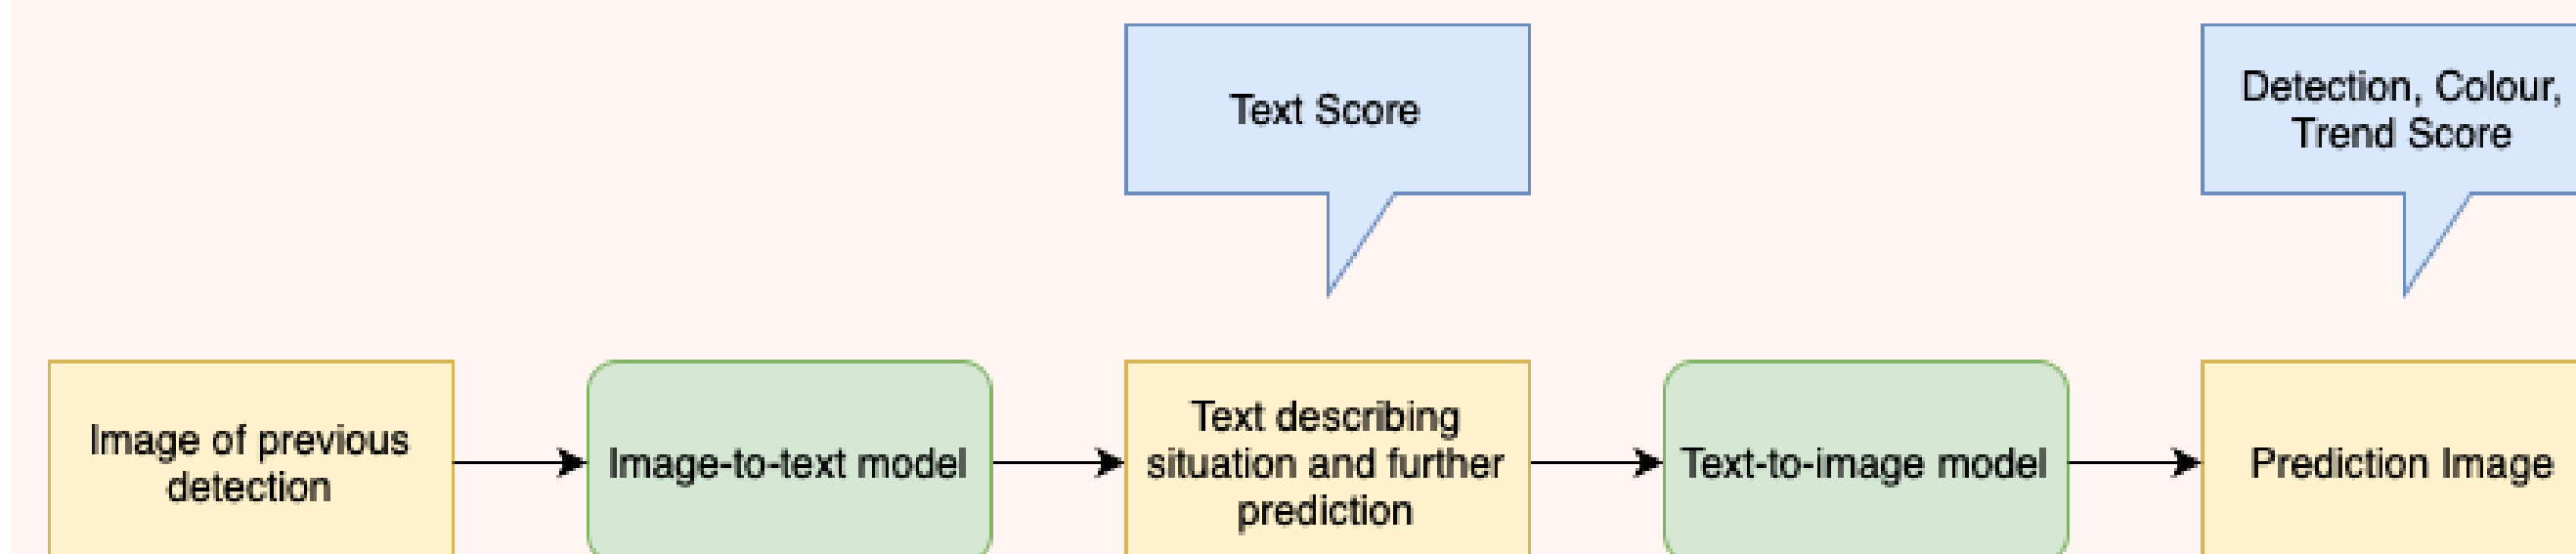 Text Score
Detection, Colour,
Trend Score
Image of previous
detection
Image-to-text model
Text describing
situation and further
prediction
Text-to-image model
Prediction Image